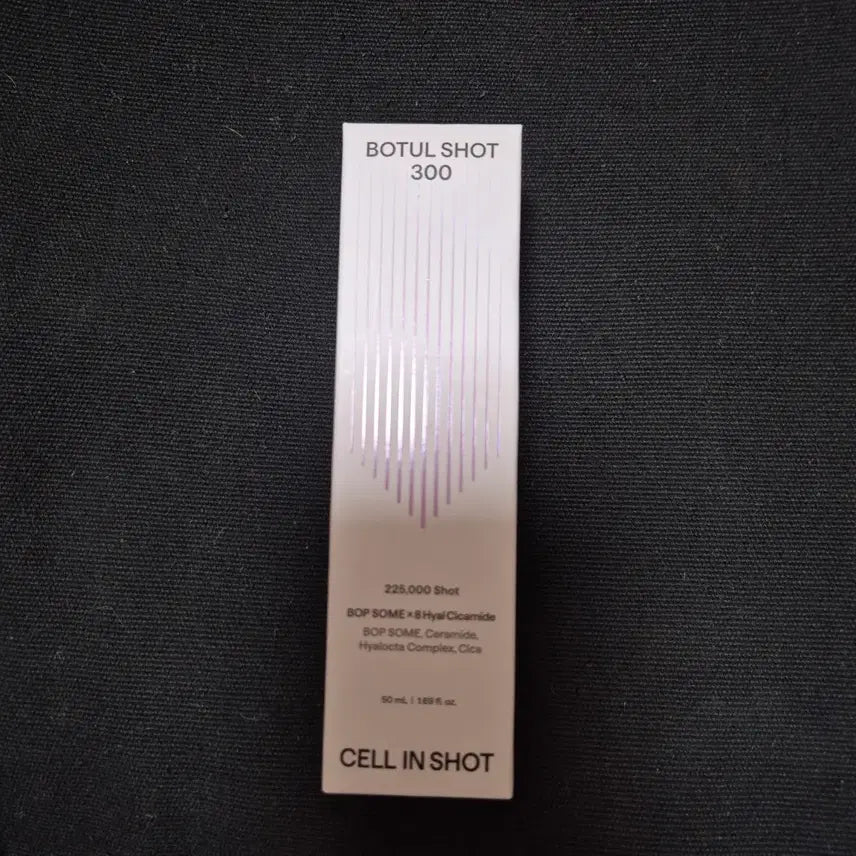 BOTUL SHOT
300
225,000 Shot
BOP SOME × 8 Hyal Cicamide
BOP SOME, Ceramide,
Hyalocta Complex, Cica
50 mL | 1.69 fl. oz.
CELL IN SHOT